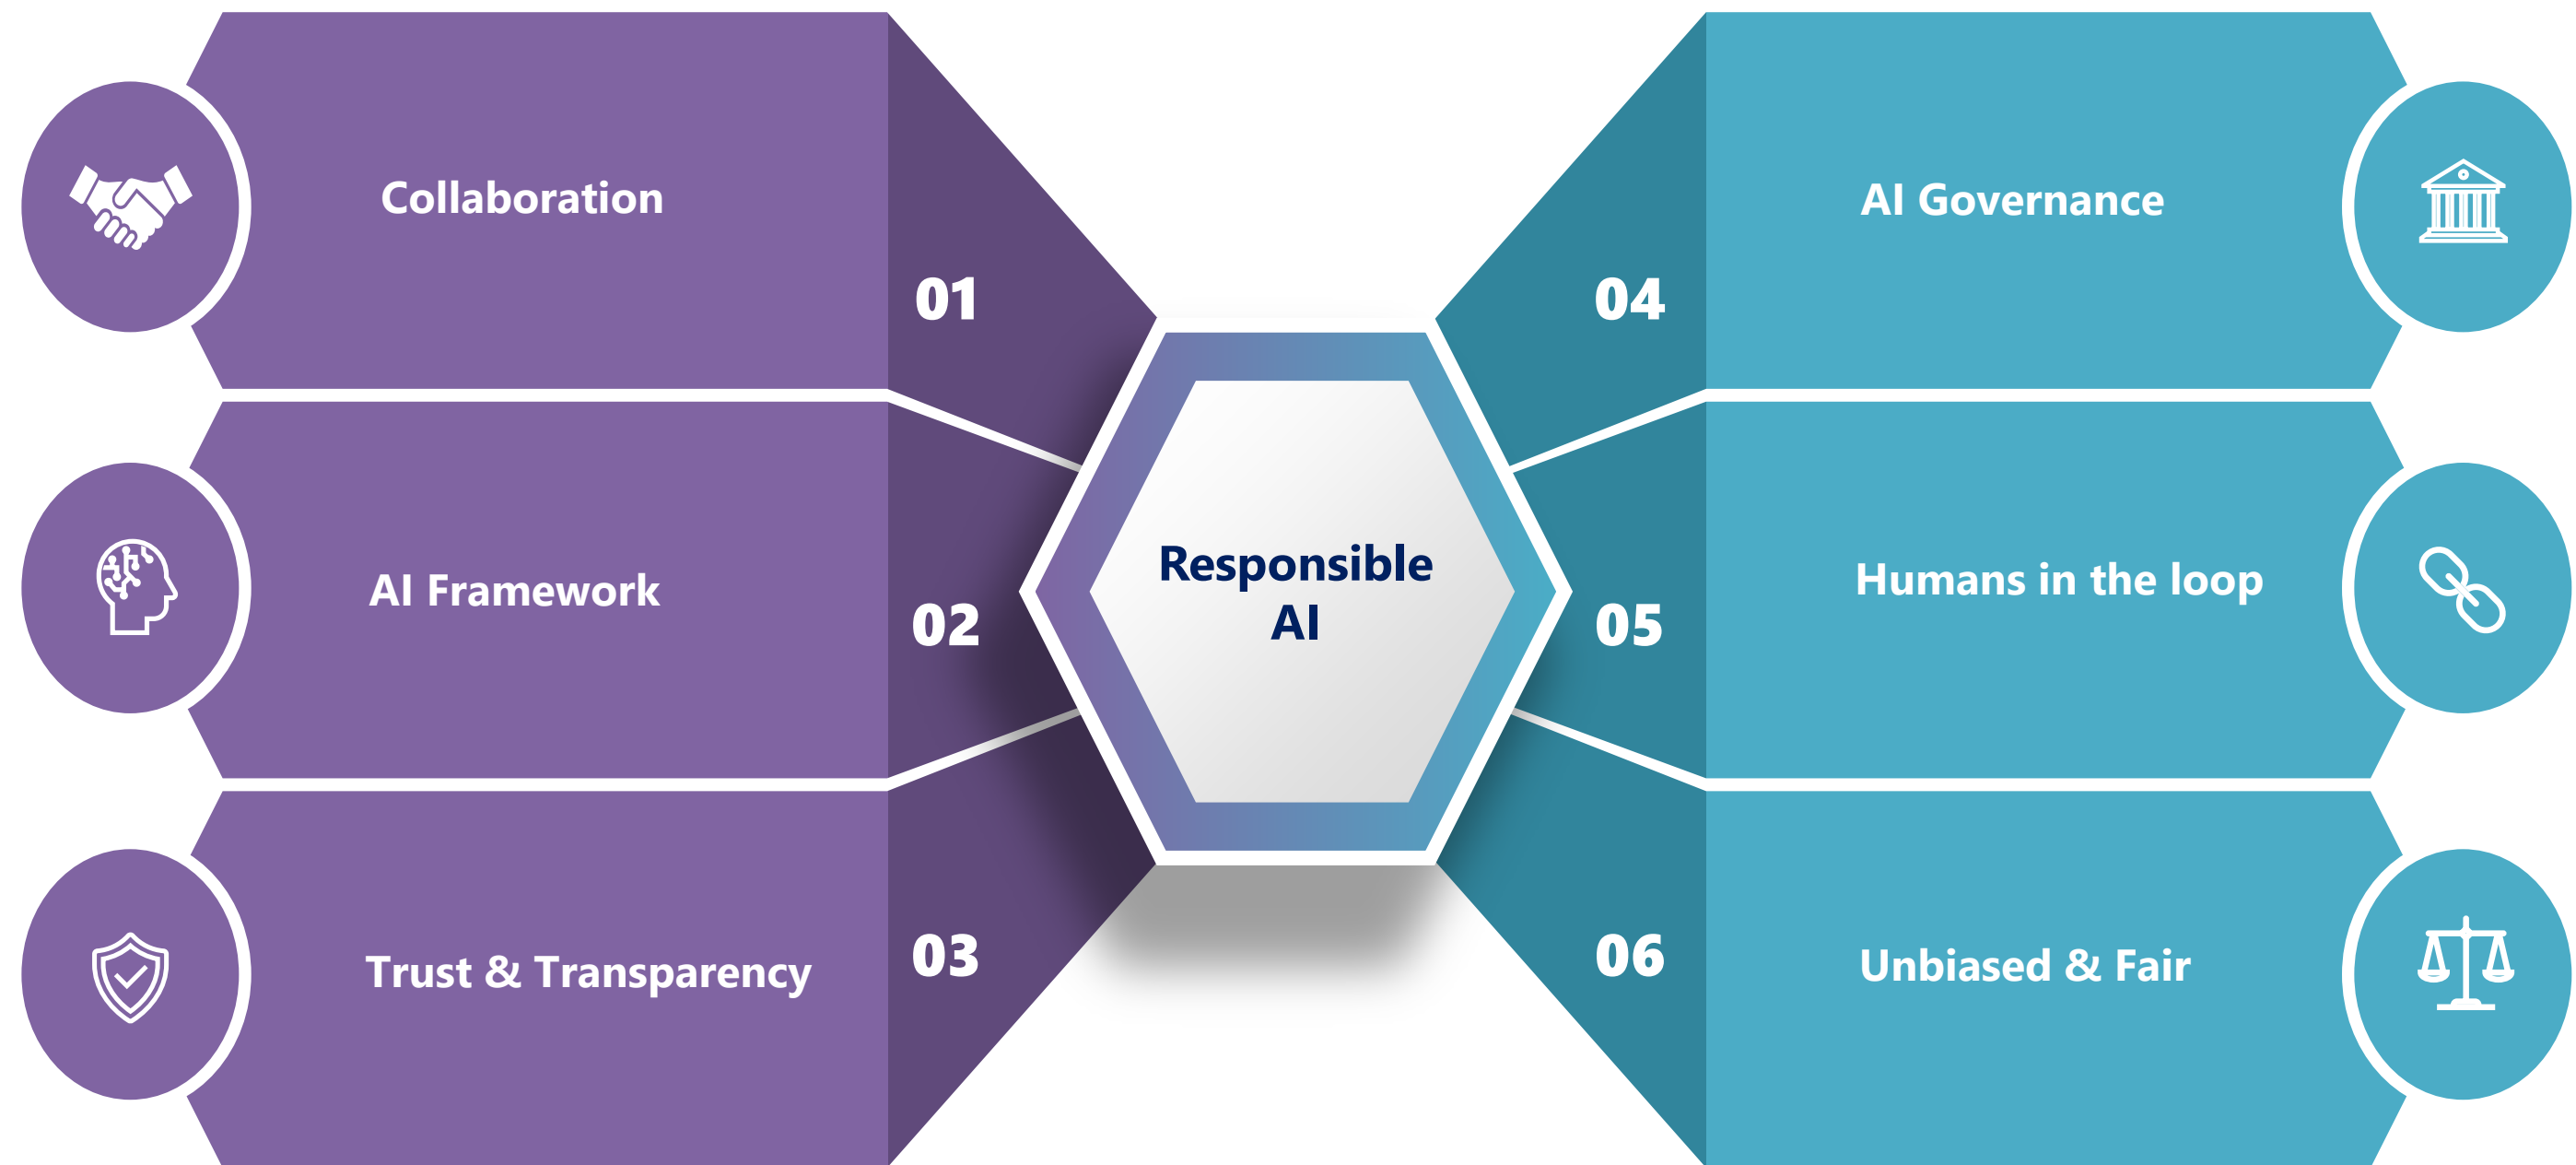 Collaboration
01
AI Framework
02
Trust & Transparency
03
Responsible
AI
04
AI Governance
05
Humans in the loop
06
Unbiased & Fair